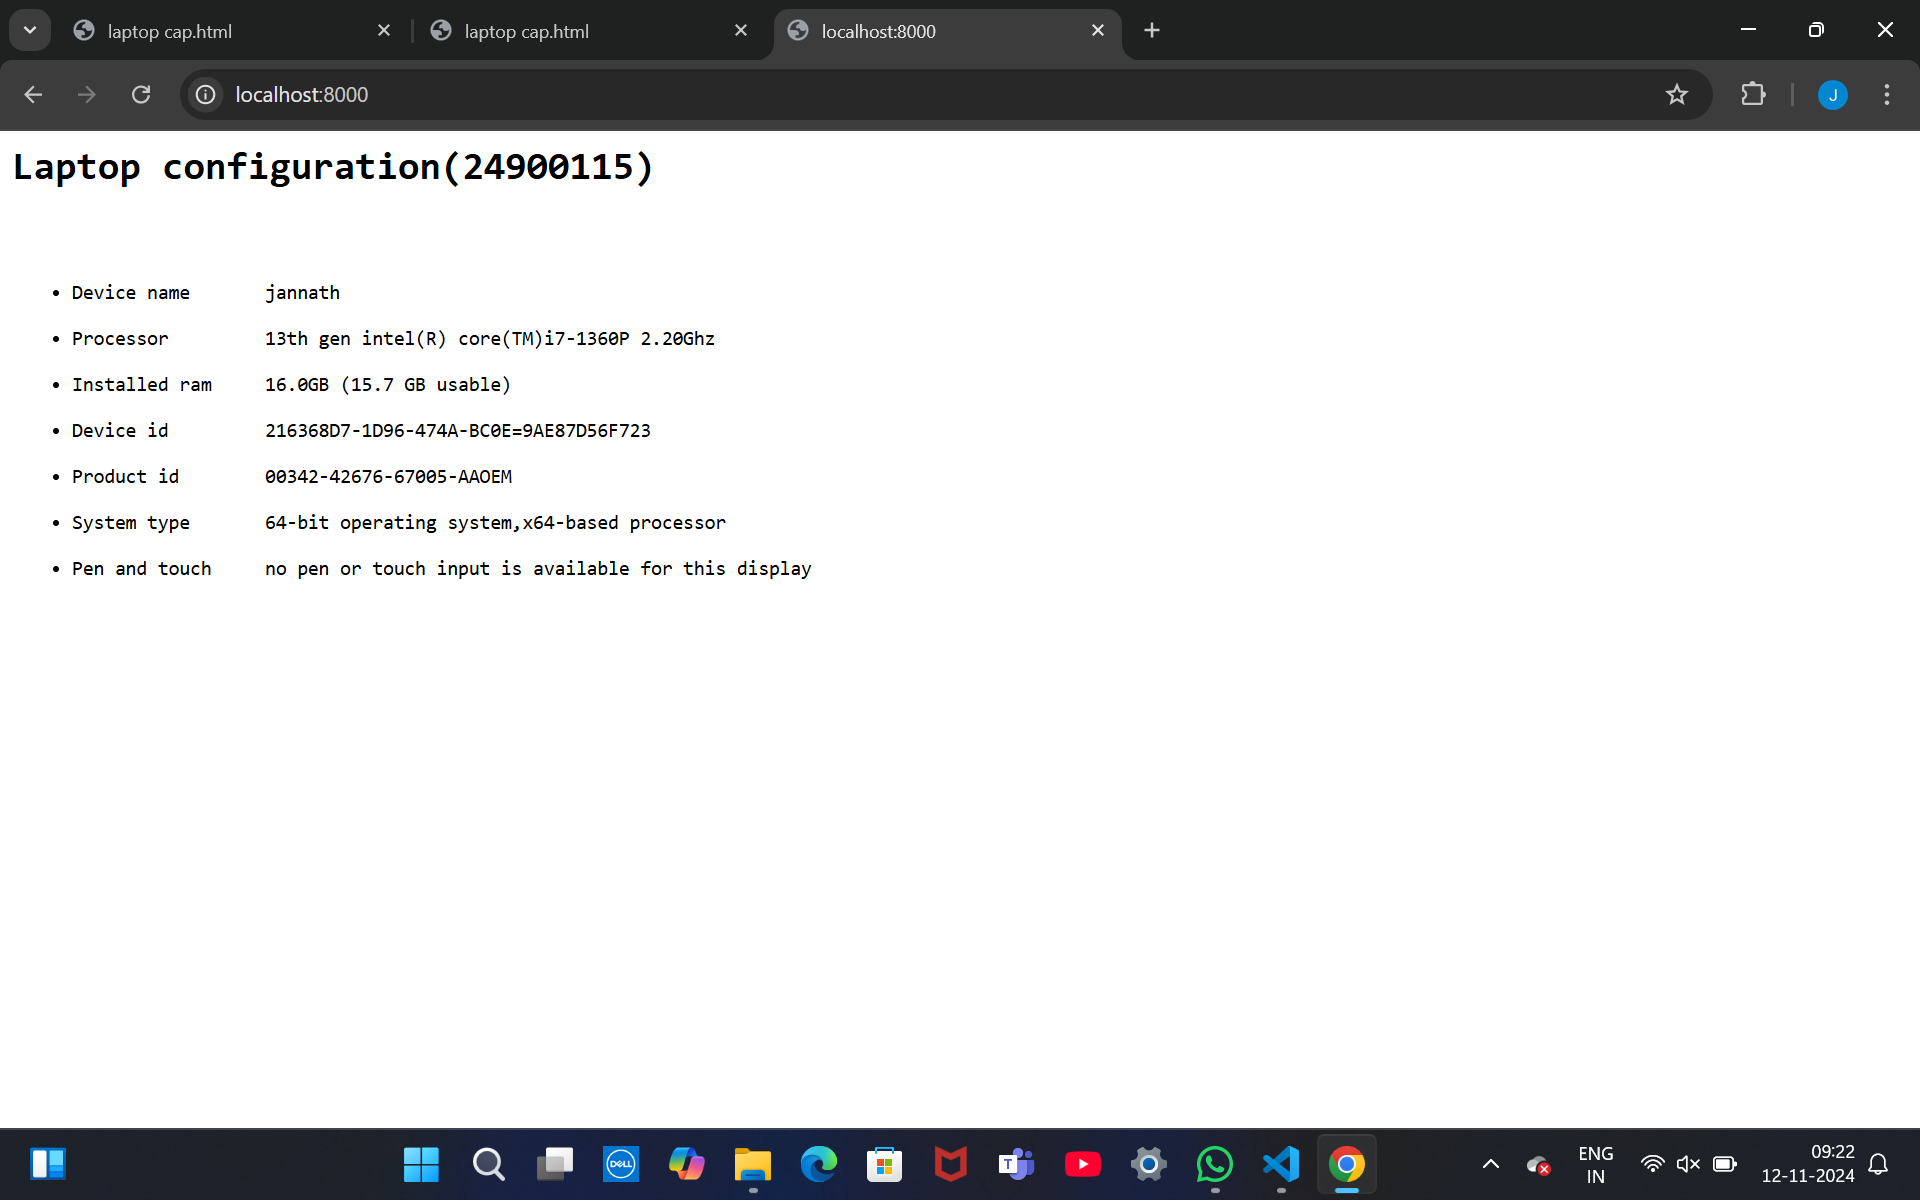 laptop cap.html
laptop cap.html
localhost:8000
localhost:8000
J
Laptop configuration(24900115)
• Device name jannath
• Processor 13th gen intel(R) core(TM)i7-1360P 2.20Ghz
• Installed ram 16.0GB (15.7 GB usable)
• Device id 216368D7-1D96-474A-BC0E=9AE87D56F723
• Product id 00342-42676-67005-AAOEM
• System type 64-bit operating system,x64-based processor
• Pen and touch no pen or touch input is available for this display
DELL
T
ENG
IN
09:22
12-11-2024